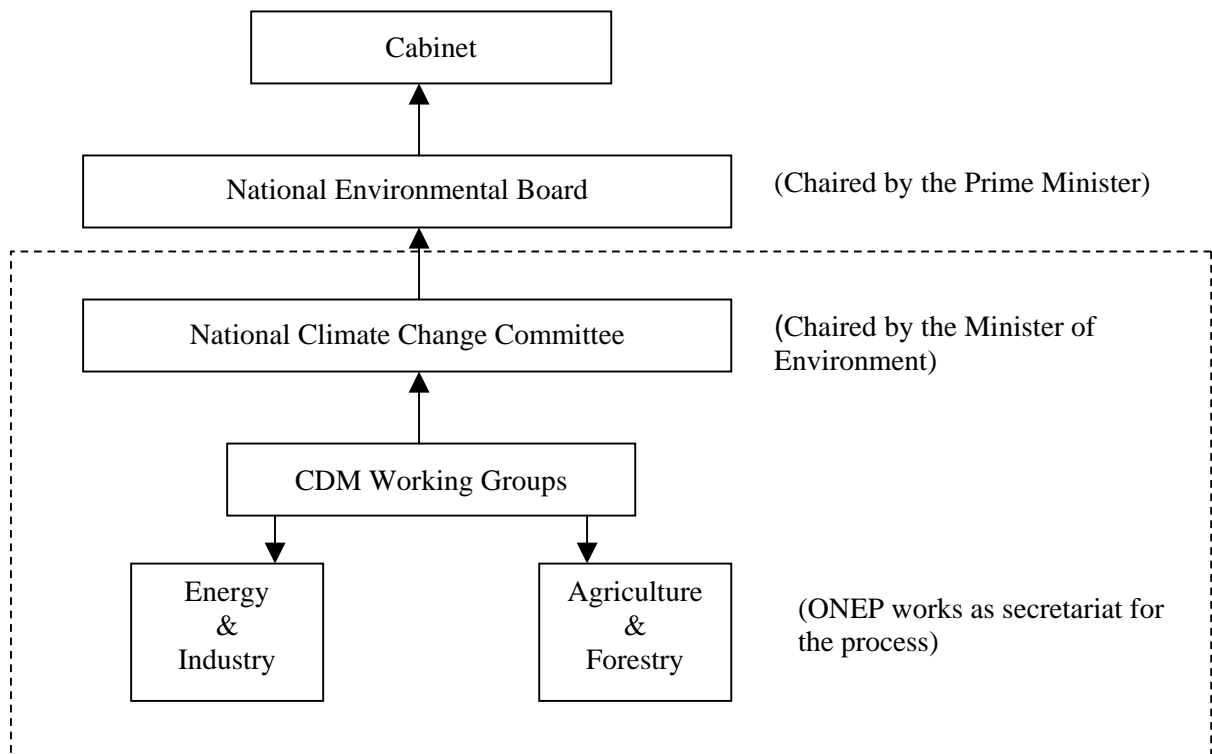 Cabinet
National Environmental Board
(Chaired by the Prime Minister)
National Climate Change Committee
(Chaired by the Minister of
Environment)
CDM Working Groups
Energy
&
Industry
Agriculture
&
Forestry
(ONEP works as secretariat for
the process)